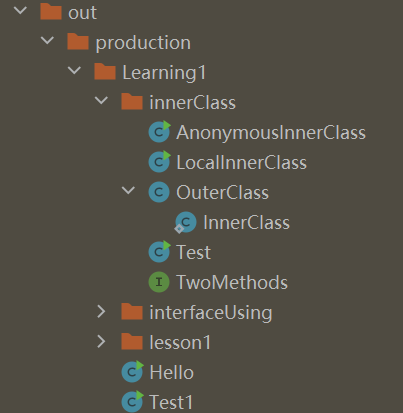 out
production
Learning1
innerClass
AnonymousInnerClass
LocalInnerClass
OuterClass
InnerClass
Test
TwoMethods
interfaceUsing
lesson1
Hello
Test1